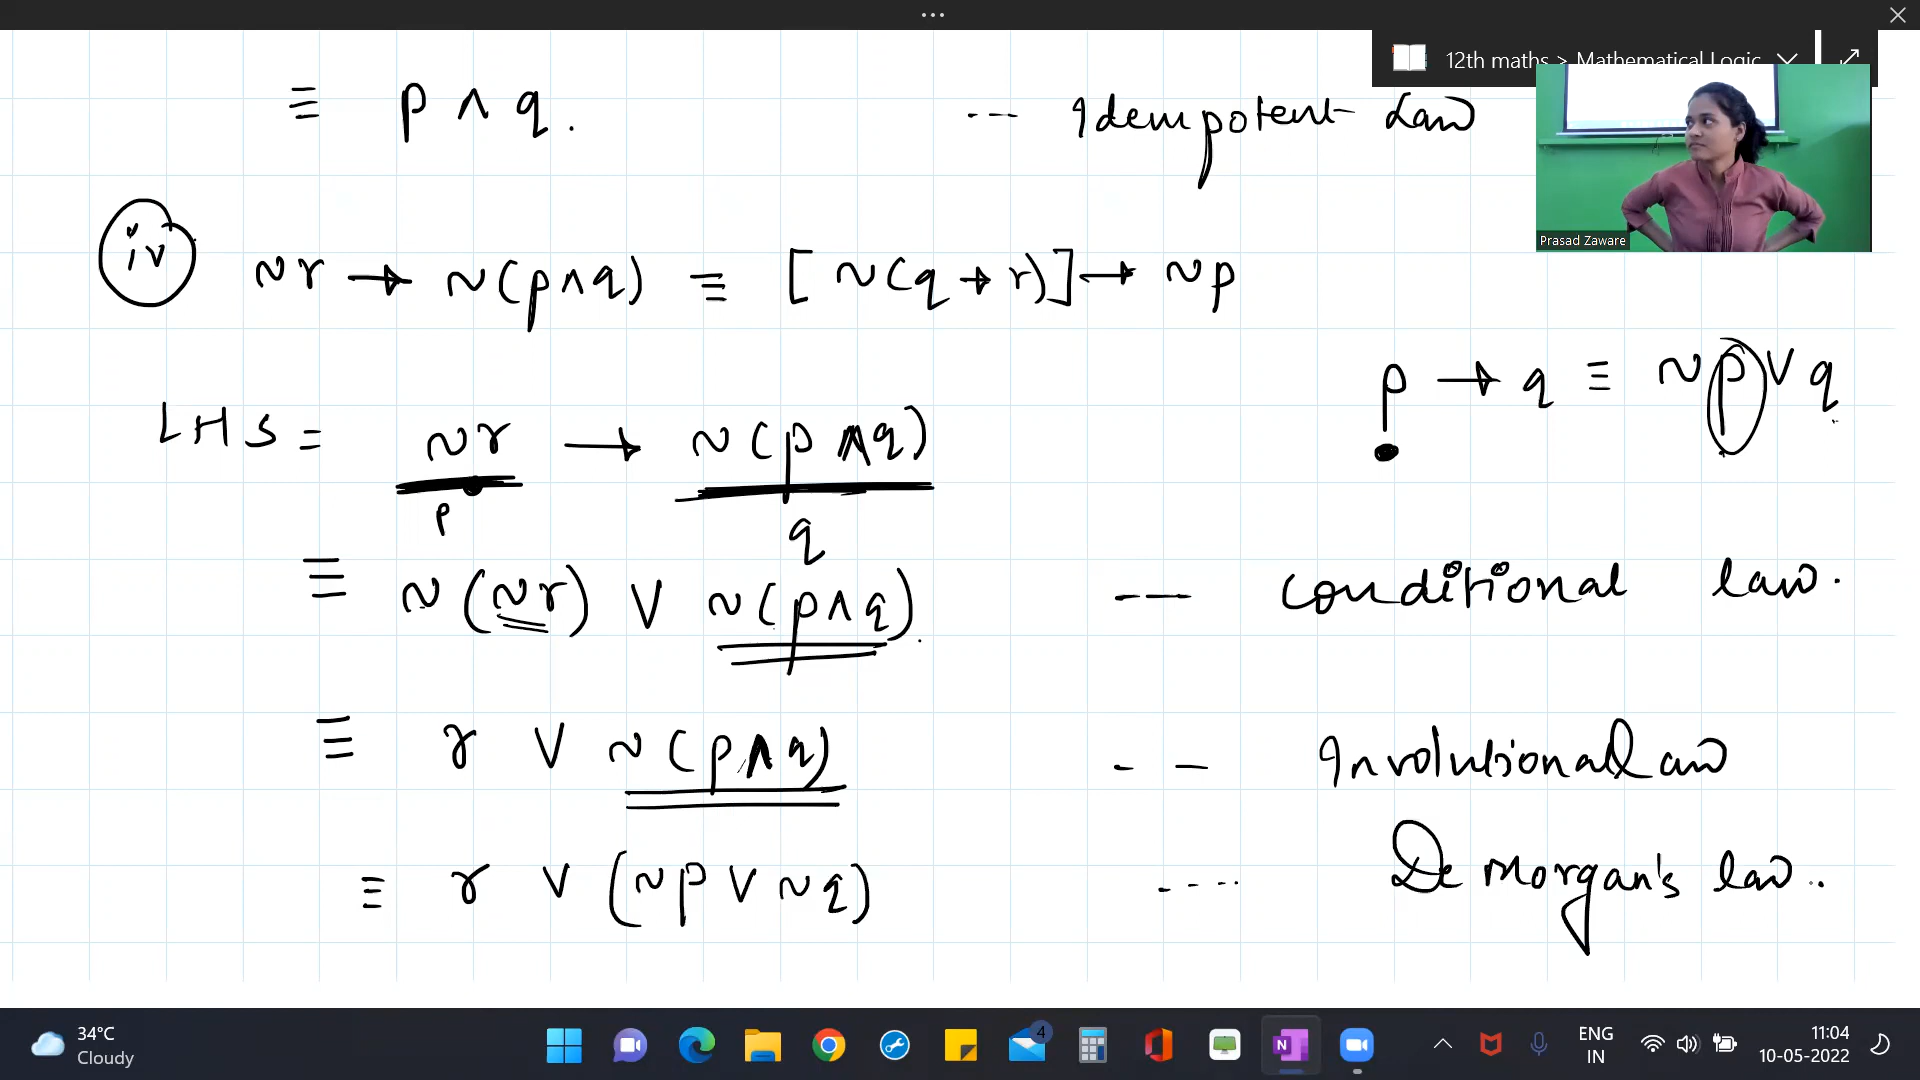 12th maths > Mathematical Logic
≡ p ∧ q. --- Idempotent Law
Prasad Zaware
iv ~r → ~(p∧q) ≡ [~(q→r)] → ~p
p → q ≡ ~p ∨ q
LHS = ~r → ~(p∧q)
p q
≡ ~(~r) ∨ ~(p∧q). --- conditional law.
≡ r ∨ ~(p∧q) -- Involutional Law
≡ r ∨ (~p ∨ ~q) .... De Morgan's law..
34°C
Cloudy
4
ENG
IN
11:04
10-05-2022